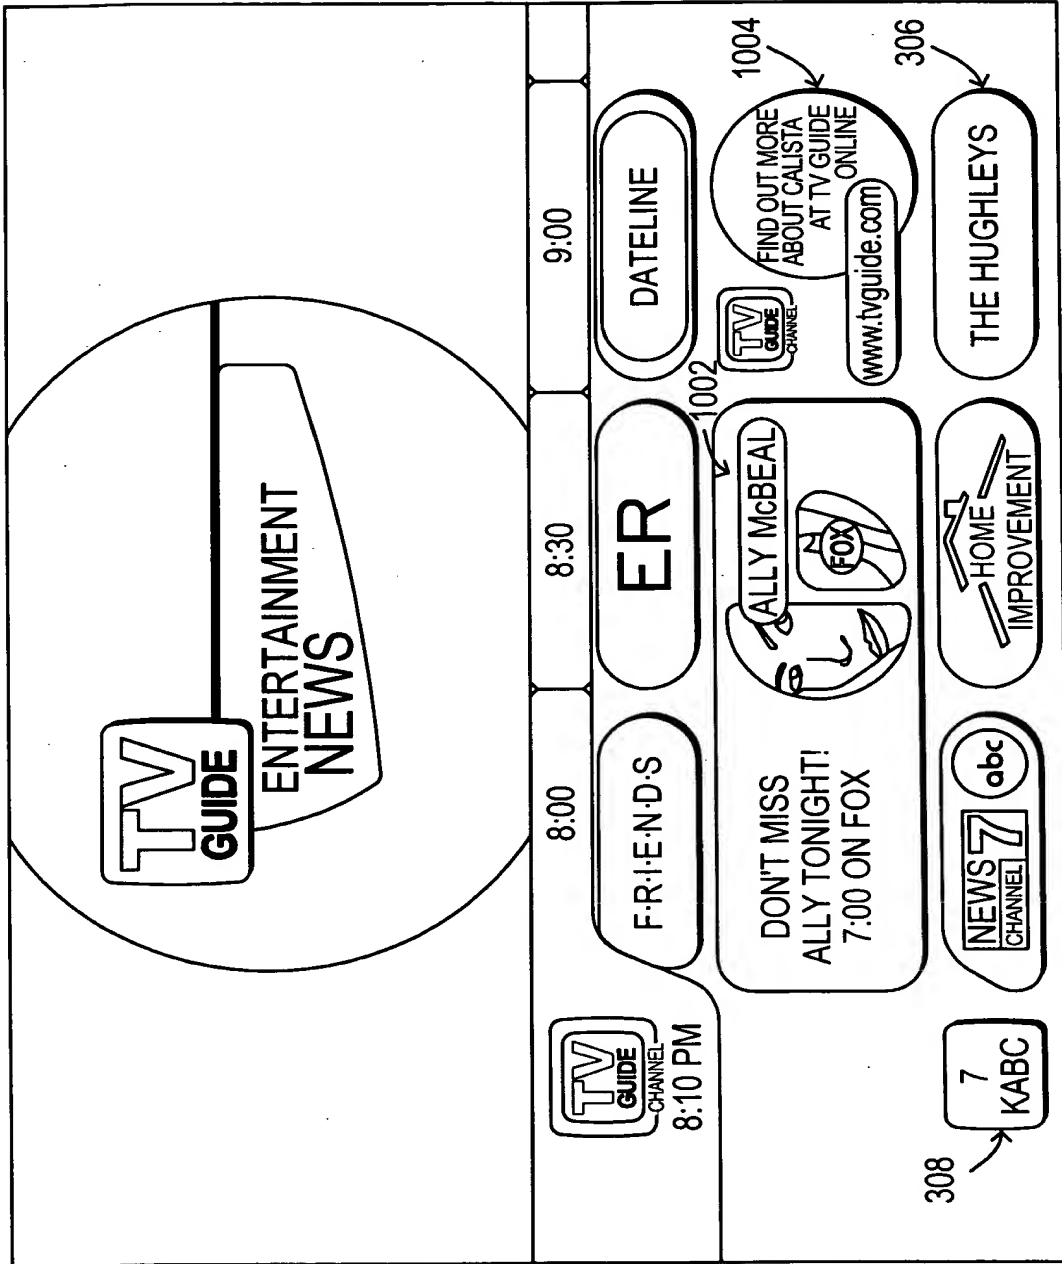 TV
GUIDE
ENTERTAINMENT
NEWS
TV
GUIDE
CHANNEL
8:10 PM
8:00
8:30
9:00
F·R·I·E·N·D·S
ER
DATELINE
DON'T MISS
ALLY TONIGHT!
7:00 ON FOX
ALLY McBEAL
FOX
1002
TV
GUIDE
CHANNEL
FIND OUT MORE
ABOUT CALISTA
AT TV GUIDE
ONLINE
www.tvguide.com
1004
308
7
KABC
NEWS 7
CHANNEL
abc
HOME
IMPROVEMENT
THE HUGHLEYS
306